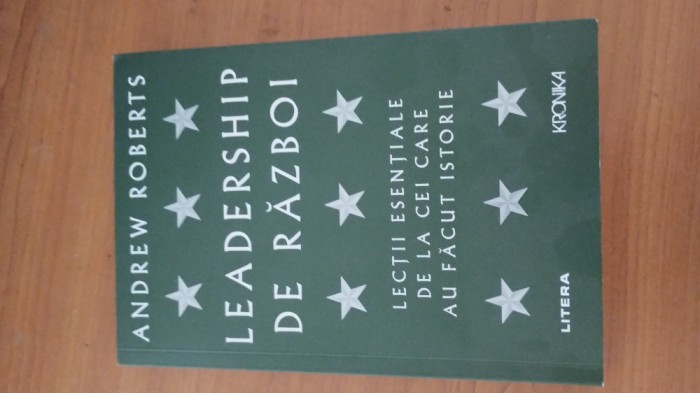 ANDREW ROBERTS
LEADERSHIP
DE RĂZBOI
LECȚII ESENȚIALE
DE LA CEI CARE
AU FĂCUT ISTORIE
LITERA
KRONIKA